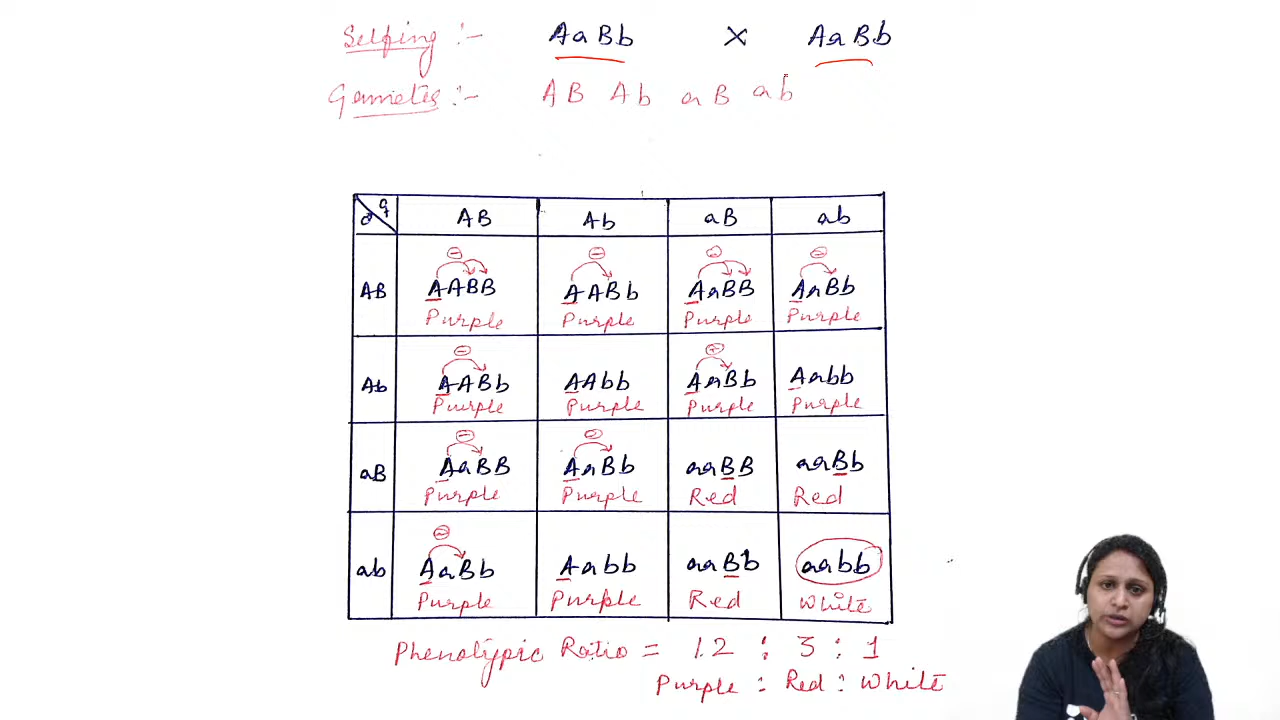 Selfing :- AaBb × AaBb
Gametes :- AB Ab aB ab
♂ ♀ AB Ab aB ab
⊖ ⊖ ⊖ ⊖
AB AABB AABb AaBB AaBb
Purple Purple Purple Purple
⊖ ⊖
Ab AABb AAbb AaBb Aabb
Purple Purple Purple Purple
⊖ ⊖
aB AaBB AaBb aaBB aaBb
Purple Purple Red Red
⊖
ab AaBb Aabb aaBb aabb
Purple Purple Red White
Phenotypic Ratio = 12 : 3 : 1
Purple : Red : White